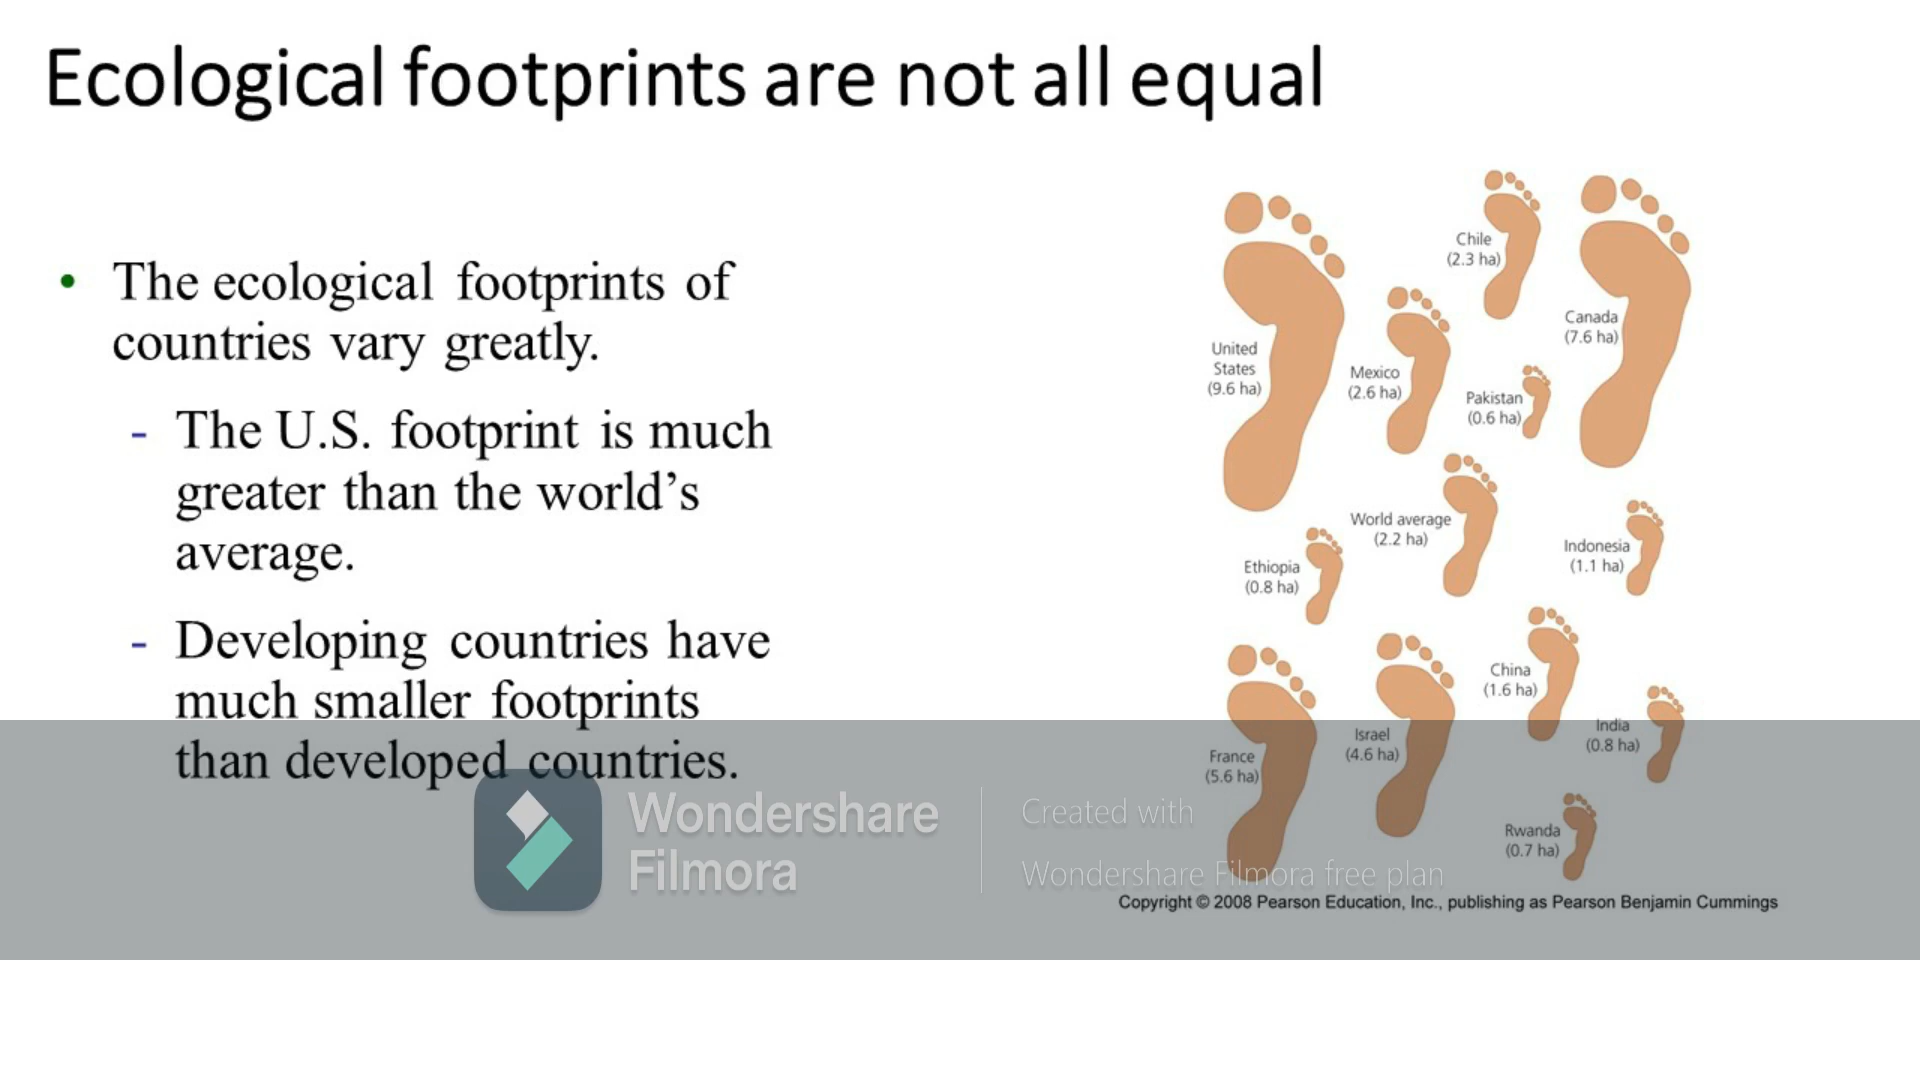 Ecological footprints are not all equal
• The ecological footprints of
countries vary greatly.
- The U.S. footprint is much
greater than the world’s
average.
- Developing countries have
much smaller footprints
than developed countries.
Chile
(2.3 ha)
Canada
(7.6 ha)
United
States
(9.6 ha)
Mexico
(2.6 ha)
Pakistan
(0.6 ha)
World average
(2.2 ha)
Indonesia
(1.1 ha)
Ethiopia
(0.8 ha)
China
(1.6 ha)
India
(0.8 ha)
Israel
(4.6 ha)
France
(5.6 ha)
Rwanda
(0.7 ha)
Wondershare
Filmora
Created with
Wondershare Filmora free plan
Copyright © 2008 Pearson Education, Inc., publishing as Pearson Benjamin Cummings